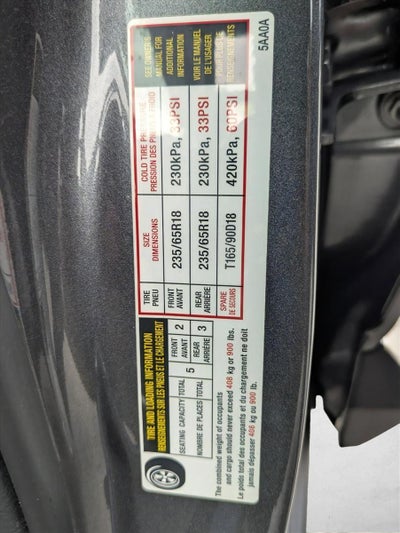 TIRE AND LOADING INFORMATION
RENSEIGNEMENTS SUR LES PNEUS ET LE CHARGEMENT
SEATING CAPACITY
NOMBRE DE PLACES
TOTAL
TOTAL
5
FRONT
AVANT
2
REAR
ARRIÈRE
3
The combined weight of occupants
and cargo should never exceed 408 kg or 900 lbs.
Le poids total des occupants et du chargement ne doit
jamais dépasser 408 kg ou 900 lb.
TIRE
PNEU
SIZE
DIMENSIONS
COLD TIRE
PRESSION DES
FRONT
AVANT
235/65R18
230kPa, 33PSI
REAR
ARRIÈRE
235/65R18
230kPa, 33PSI
SPARE
DE SECOURS
T165/90D18
420kPa, 60PSI
SEE OWNER'S
MANUAL FOR
ADDITIONAL
INFORMATION
VOIR LE MANUEL
DE L'USAGER
POUR PLUS DE
RENSEIGNEMENTS
5AA0A